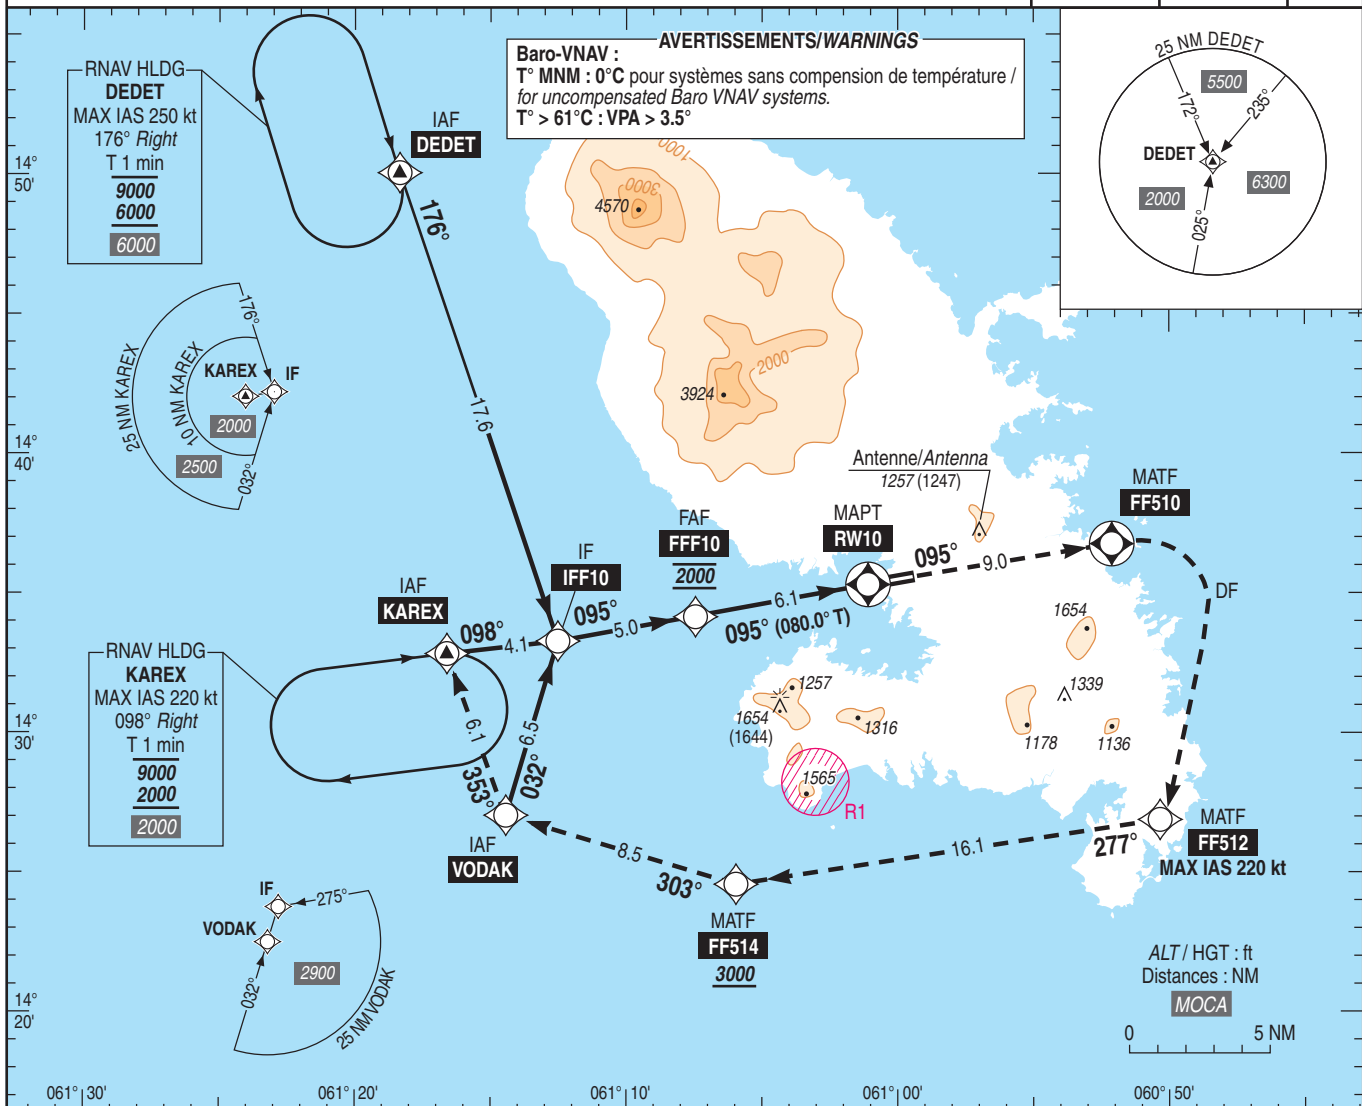 AVERTISSEMENTS/WARNINGS
Baro-VNAV :
T° MNM : 0°C pour systèmes sans compension de température /
for uncompensated Baro VNAV systems.
T° > 61°C : VPA > 3.5°
RNAV HLDG
DEDET
MAX IAS 250 kt
176° Right
T 1 min
9000
6000
6000
IAF
DEDET
176°
17.6
25 NM DEDET
5500
172°
235°
DEDET
2000
6300
025°
14°
50'
1000
3000
4570
2000
3924
176°
25 NM KAREX
10 NM KAREX
KAREX
IF
2000
2500
032°
14°
40'
Antenne/Antenna
1257 (1247)
MATF
FF510
MAPT
RW10
FAF
FFF10
2000
IF
IFF10
IAF
KAREX
098°
4.1
095°
5.0
6.1
095° (080.0° T)
095°
9.0
DF
RNAV HLDG
KAREX
MAX IAS 220 kt
098° Right
T 1 min
9000
2000
2000
6.1
353°
6.5
032°
1654
1257
1654
(1644)
1316
1339
1178
1136
1565
R1
14°
30'
IAF
VODAK
8.5
303°
16.1
277°
MATF
FF512
MAX IAS 220 kt
MATF
FF514
3000
IF
275°
VODAK
2900
032°
25 NM VODAK
ALT / HGT : ft
Distances : NM
MOCA
0 5 NM
14°
20'
061° 30' 061° 20' 061° 10' 061° 00' 060° 50'